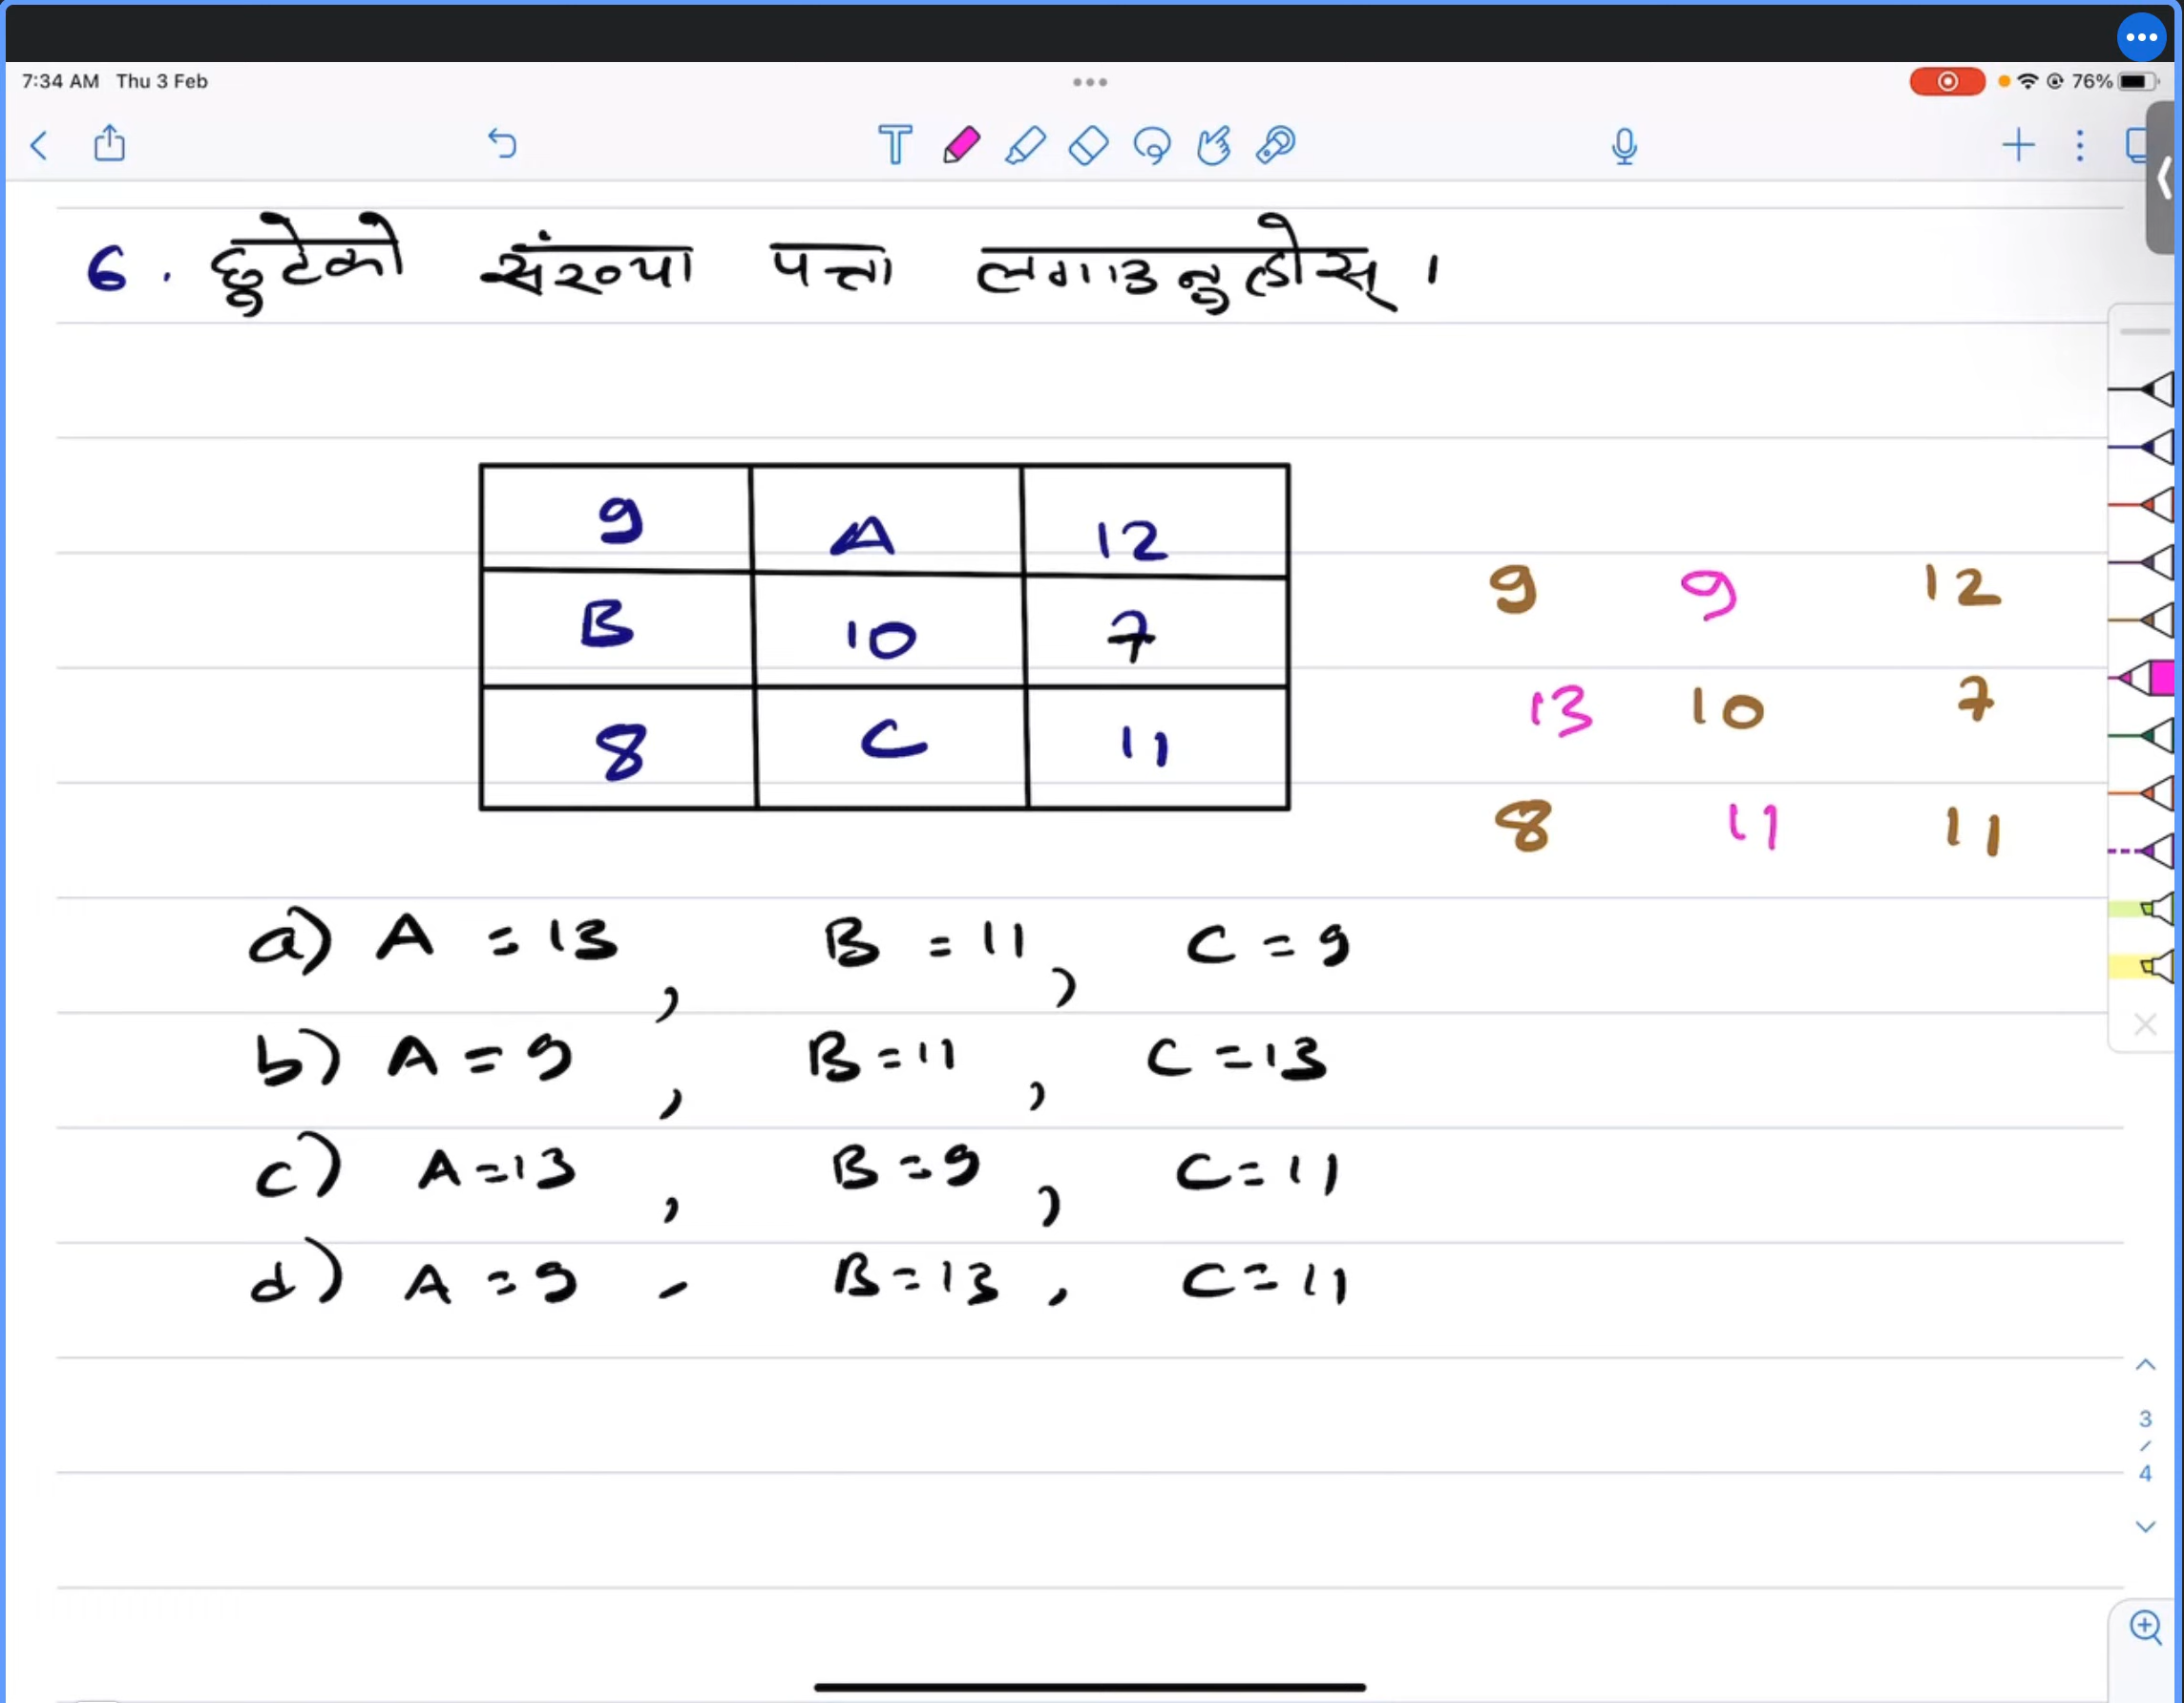 7:34 AM Thu 3 Feb 76%
6. छुटेको संख्या पत्ता लगाउनुहोस् ।
9 A 12
B 10 7
8 C 11
9 9 12
13 10 7
8 11 11
a) A = 13, B = 11, C = 9
b) A = 9, B = 11, C = 13
c) A = 13, B = 9, C = 11
d) A = 9, B = 13, C = 11
3
/
4